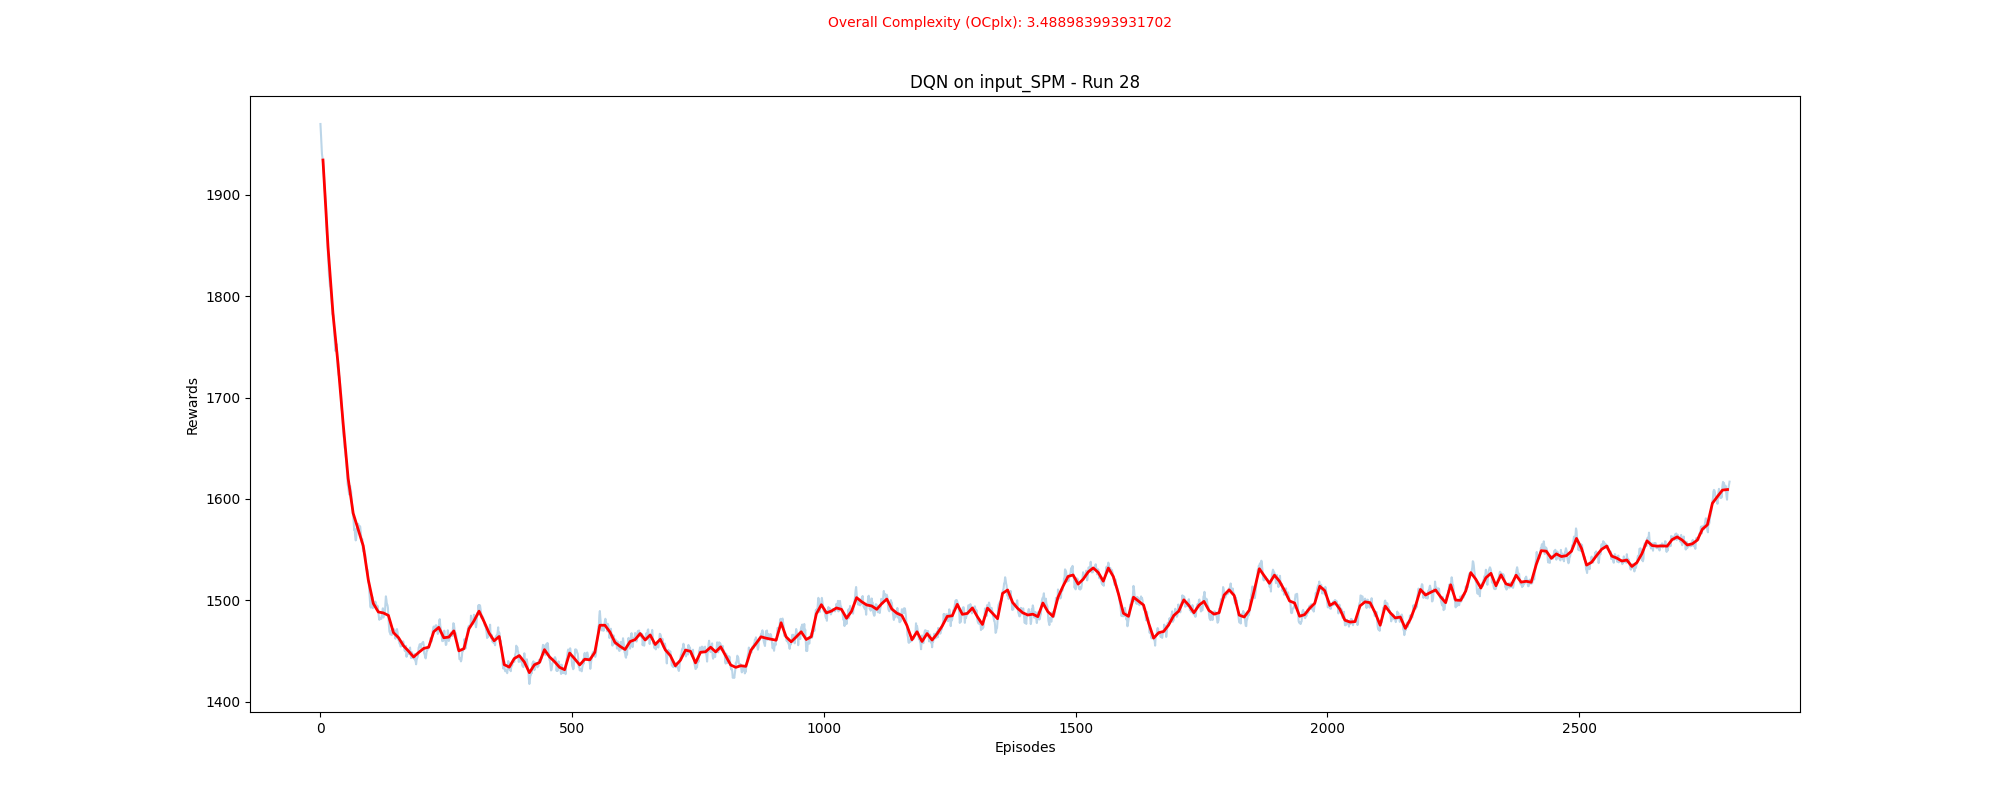 Overall Complexity (OCplx): 3.488983993931702
DQN on input_SPM - Run 28
1900
1800
1700
1600
1500
1400
Rewards
0 500 1000 1500 2000 2500
Episodes